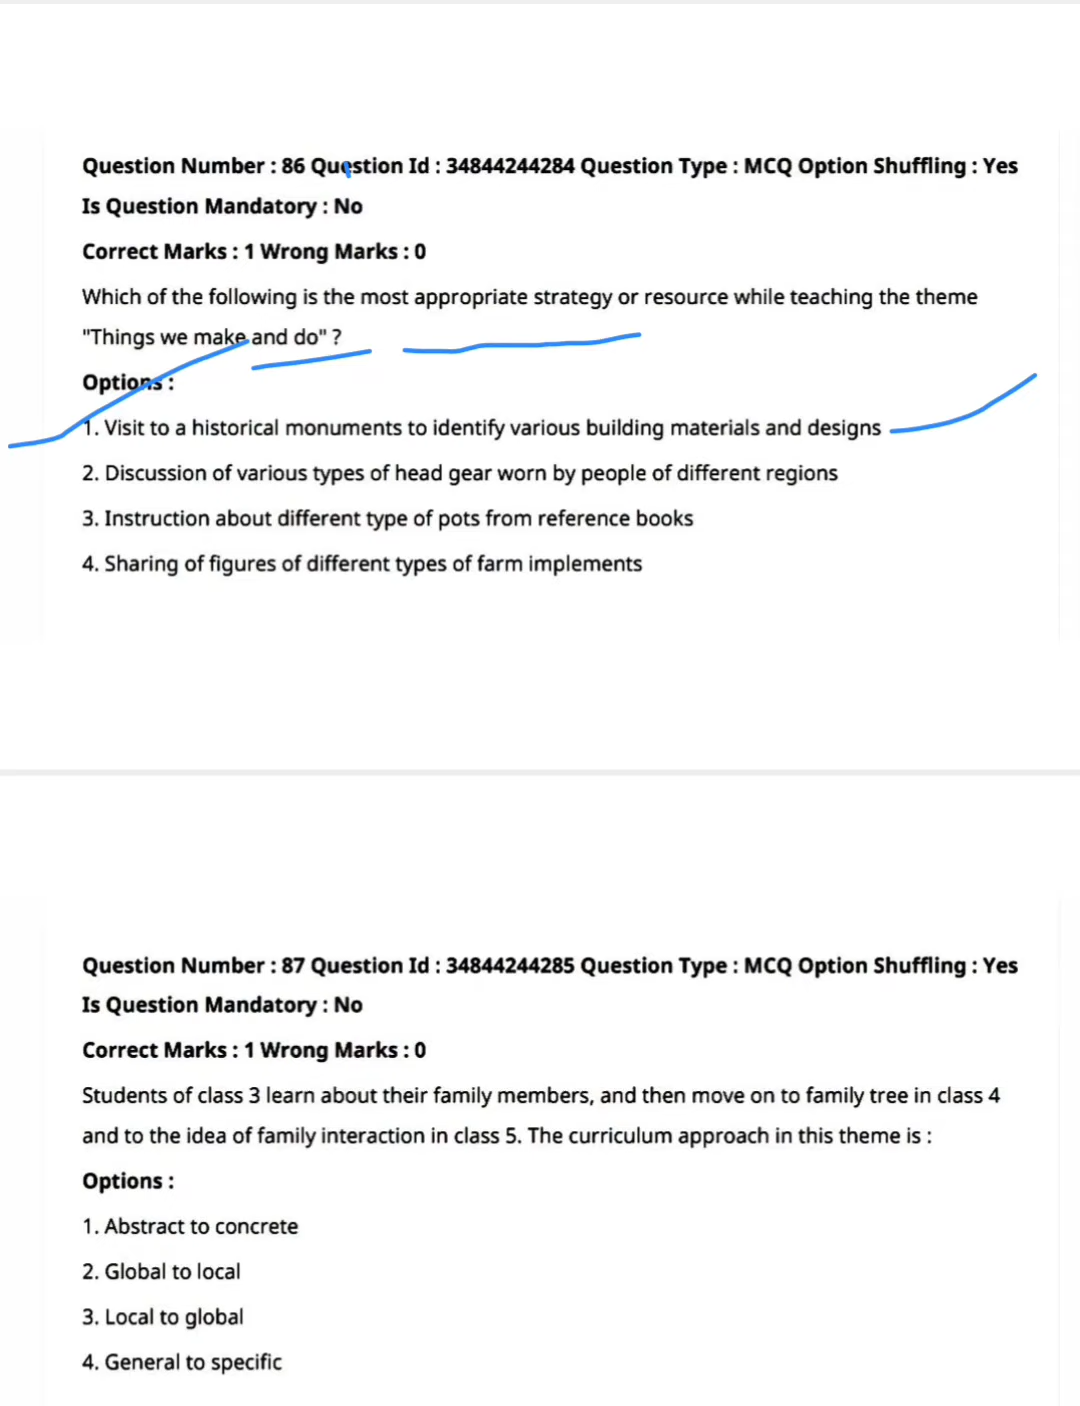 Question Number : 86 Question Id : 34844244284 Question Type : MCQ Option Shuffling : Yes
Is Question Mandatory : No
Correct Marks : 1 Wrong Marks : 0
Which of the following is the most appropriate strategy or resource while teaching the theme
"Things we make and do" ?
Options :
1. Visit to a historical monuments to identify various building materials and designs
2. Discussion of various types of head gear worn by people of different regions
3. Instruction about different type of pots from reference books
4. Sharing of figures of different types of farm implements
Question Number : 87 Question Id : 34844244285 Question Type : MCQ Option Shuffling : Yes
Is Question Mandatory : No
Correct Marks : 1 Wrong Marks : 0
Students of class 3 learn about their family members, and then move on to family tree in class 4
and to the idea of family interaction in class 5. The curriculum approach in this theme is :
Options :
1. Abstract to concrete
2. Global to local
3. Local to global
4. General to specific